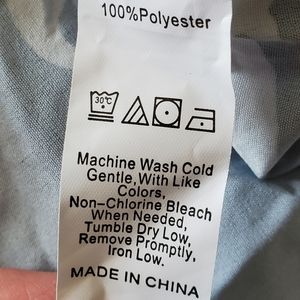 100%Polyester
30°C
Machine Wash Cold
Gentle,With Like
Colors,
Non-Chlorine Bleach
When Needed,
Tumble Dry Low,
Remove Promptly,
Iron Low.
MADE IN CHINA